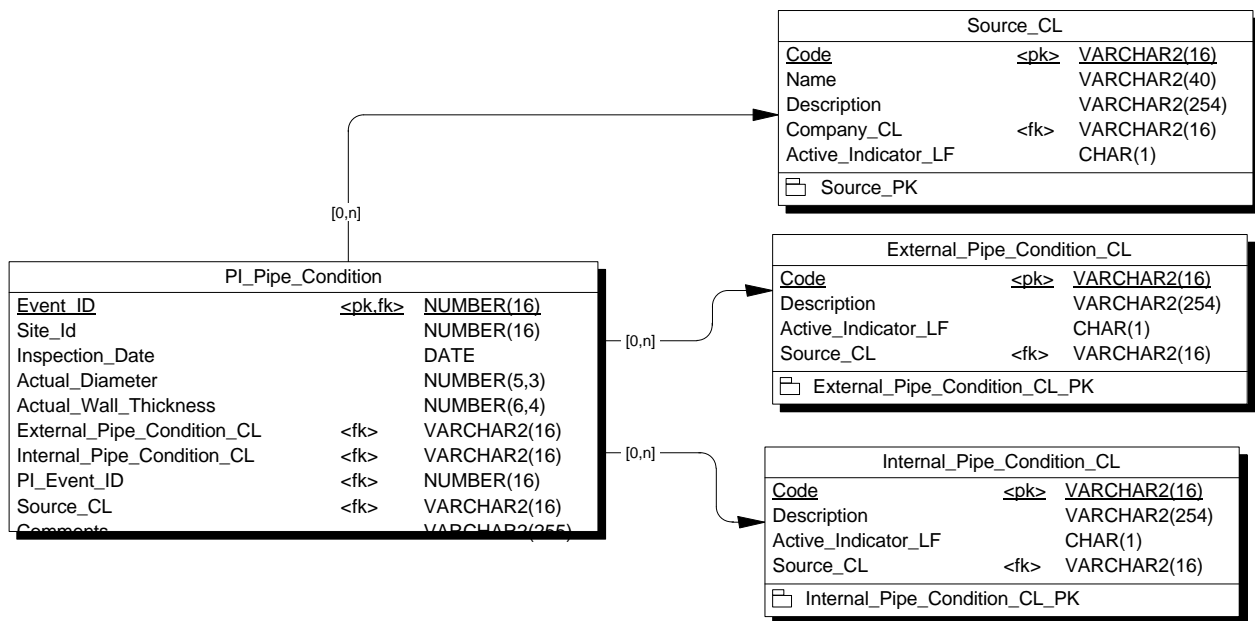 Source_CL
Code <pk> VARCHAR2(16)
Name VARCHAR2(40)
Description VARCHAR2(254)
Company_CL <fk> VARCHAR2(16)
Active_Indicator_LF CHAR(1)
Source_PK
[0,n]
PI_Pipe_Condition
Event_ID <pk,fk> NUMBER(16)
Site_Id NUMBER(16)
Inspection_Date DATE
Actual_Diameter NUMBER(5,3)
Actual_Wall_Thickness NUMBER(6,4)
External_Pipe_Condition_CL <fk> VARCHAR2(16)
Internal_Pipe_Condition_CL <fk> VARCHAR2(16)
PI_Event_ID <fk> NUMBER(16)
Source_CL <fk> VARCHAR2(16)
Comments VARCHAR2(255)
[0,n]
External_Pipe_Condition_CL
Code <pk> VARCHAR2(16)
Description VARCHAR2(254)
Active_Indicator_LF CHAR(1)
Source_CL <fk> VARCHAR2(16)
External_Pipe_Condition_CL_PK
[0,n]
Internal_Pipe_Condition_CL
Code <pk> VARCHAR2(16)
Description VARCHAR2(254)
Active_Indicator_LF CHAR(1)
Source_CL <fk> VARCHAR2(16)
Internal_Pipe_Condition_CL_PK